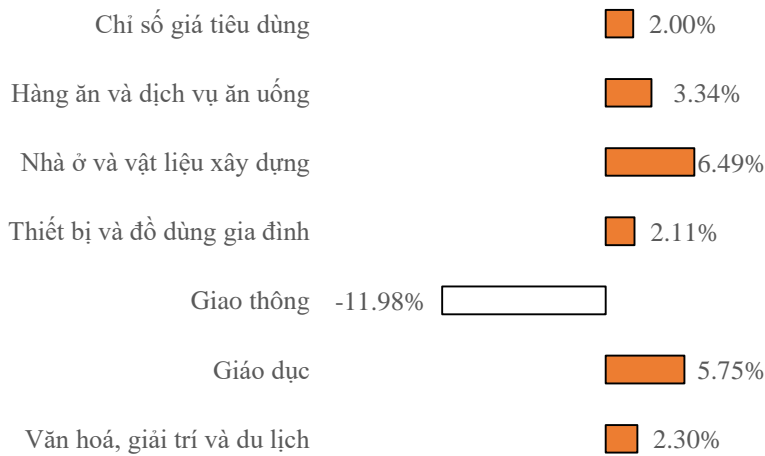 Chỉ số giá tiêu dùng 2.00%
Hàng ăn và dịch vụ ăn uống 3.34%
Nhà ở và vật liệu xây dựng 6.49%
Thiết bị và đồ dùng gia đình 2.11%
Giao thông -11.98%
Giáo dục 5.75%
Văn hoá, giải trí và du lịch 2.30%